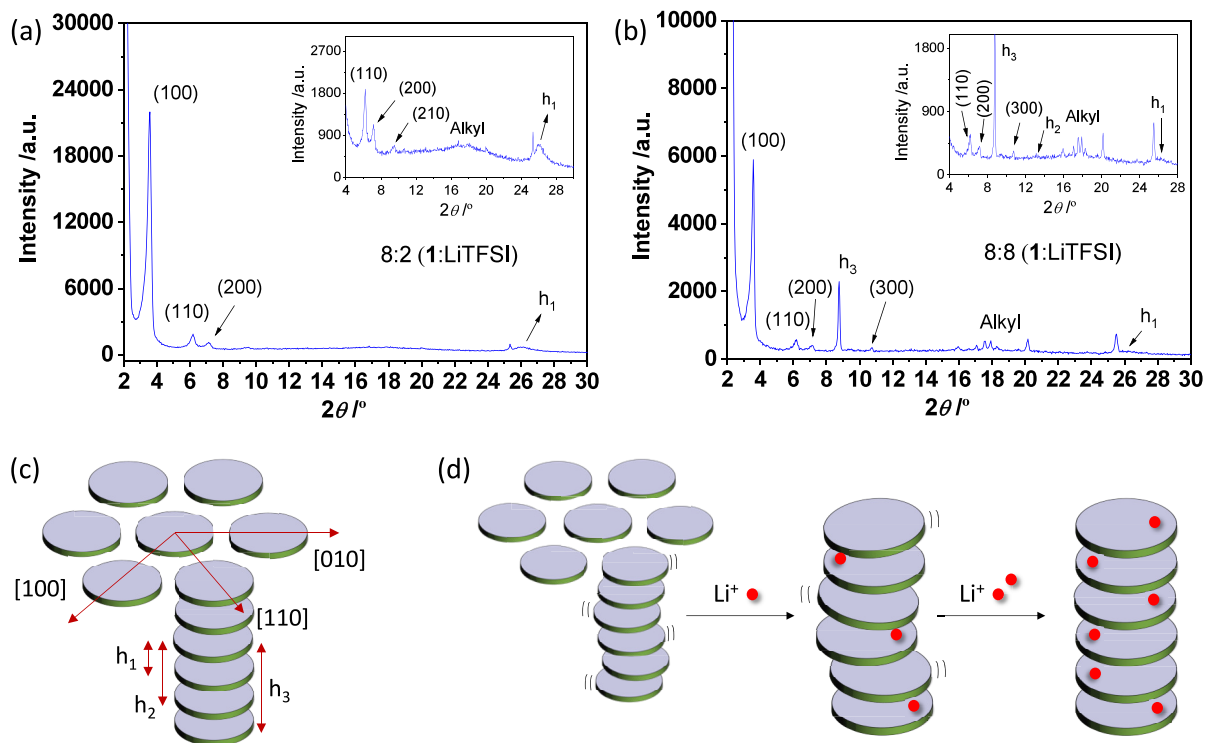 (a)
30000
24000
18000
12000
6000
0
Intensity /a.u.
2 4 6 8 10 12 14 16 18 20 22 24 26 28 30
2θ /º
(100)
(110)
(200)
h1
8:2 (1:LiTFSI)
2700
1800
900
0
Intensity /a.u.
4 8 12 16 20 24 28
2θ /º
(110)
(200)
(210)
Alkyl
h1
(b)
10000
8000
6000
4000
2000
0
Intensity /a.u.
2 4 6 8 10 12 14 16 18 20 22 24 26 28 30
2θ /º
(100)
(110)
(200)
h3
(300)
Alkyl
h1
8:8 (1:LiTFSI)
1800
900
0
Intensity /a.u.
4 8 12 16 20 24 28
2θ /º
(110)
(200)
h3
(300)
h2
Alkyl
h1
(c)
[100]
[010]
[110]
h1
h2
h3
(d)
Li+
Li+